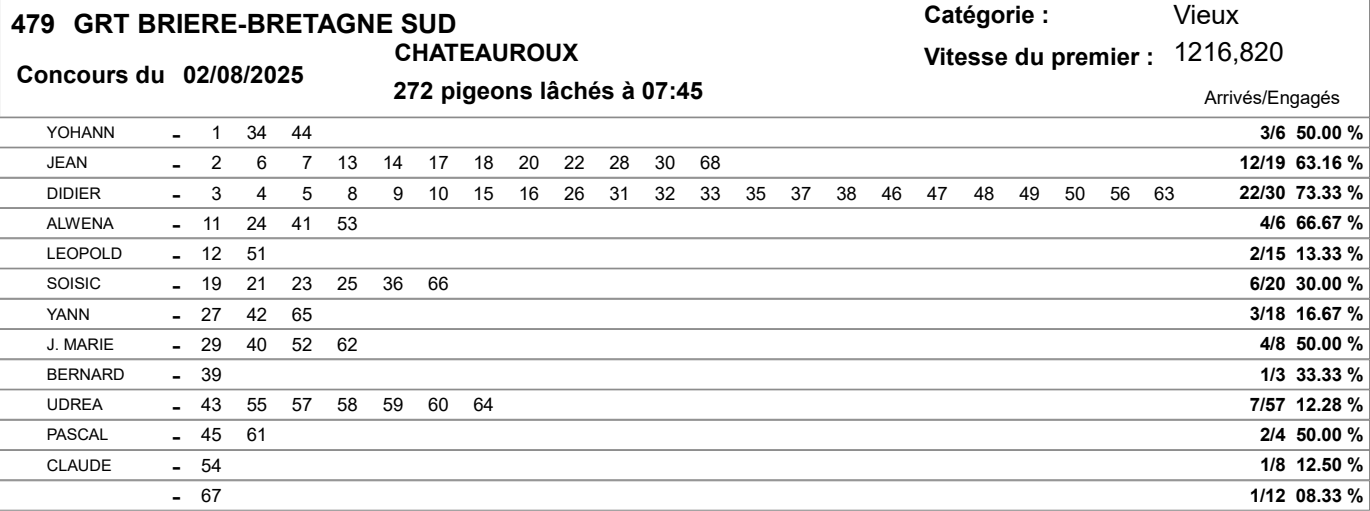 479 GRT BRIERE-BRETAGNE SUD
Catégorie : Vieux
CHATEAUROUX
Vitesse du premier : 1216,820
Concours du 02/08/2025
272 pigeons lâchés à 07:45
Arrivés/Engagés
YOHANN - 1 34 44 3/6 50.00 %
JEAN - 2 6 7 13 14 17 18 20 22 28 30 68 12/19 63.16 %
DIDIER - 3 4 5 8 9 10 15 16 26 31 32 33 35 37 38 46 47 48 49 50 56 63 22/30 73.33 %
ALWENA - 11 24 41 53 4/6 66.67 %
LEOPOLD - 12 51 2/15 13.33 %
SOISIC - 19 21 23 25 36 66 6/20 30.00 %
YANN - 27 42 65 3/18 16.67 %
J. MARIE - 29 40 52 62 4/8 50.00 %
BERNARD - 39 1/3 33.33 %
UDREA - 43 55 57 58 59 60 64 7/57 12.28 %
PASCAL - 45 61 2/4 50.00 %
CLAUDE - 54 1/8 12.50 %
- 67 1/12 08.33 %